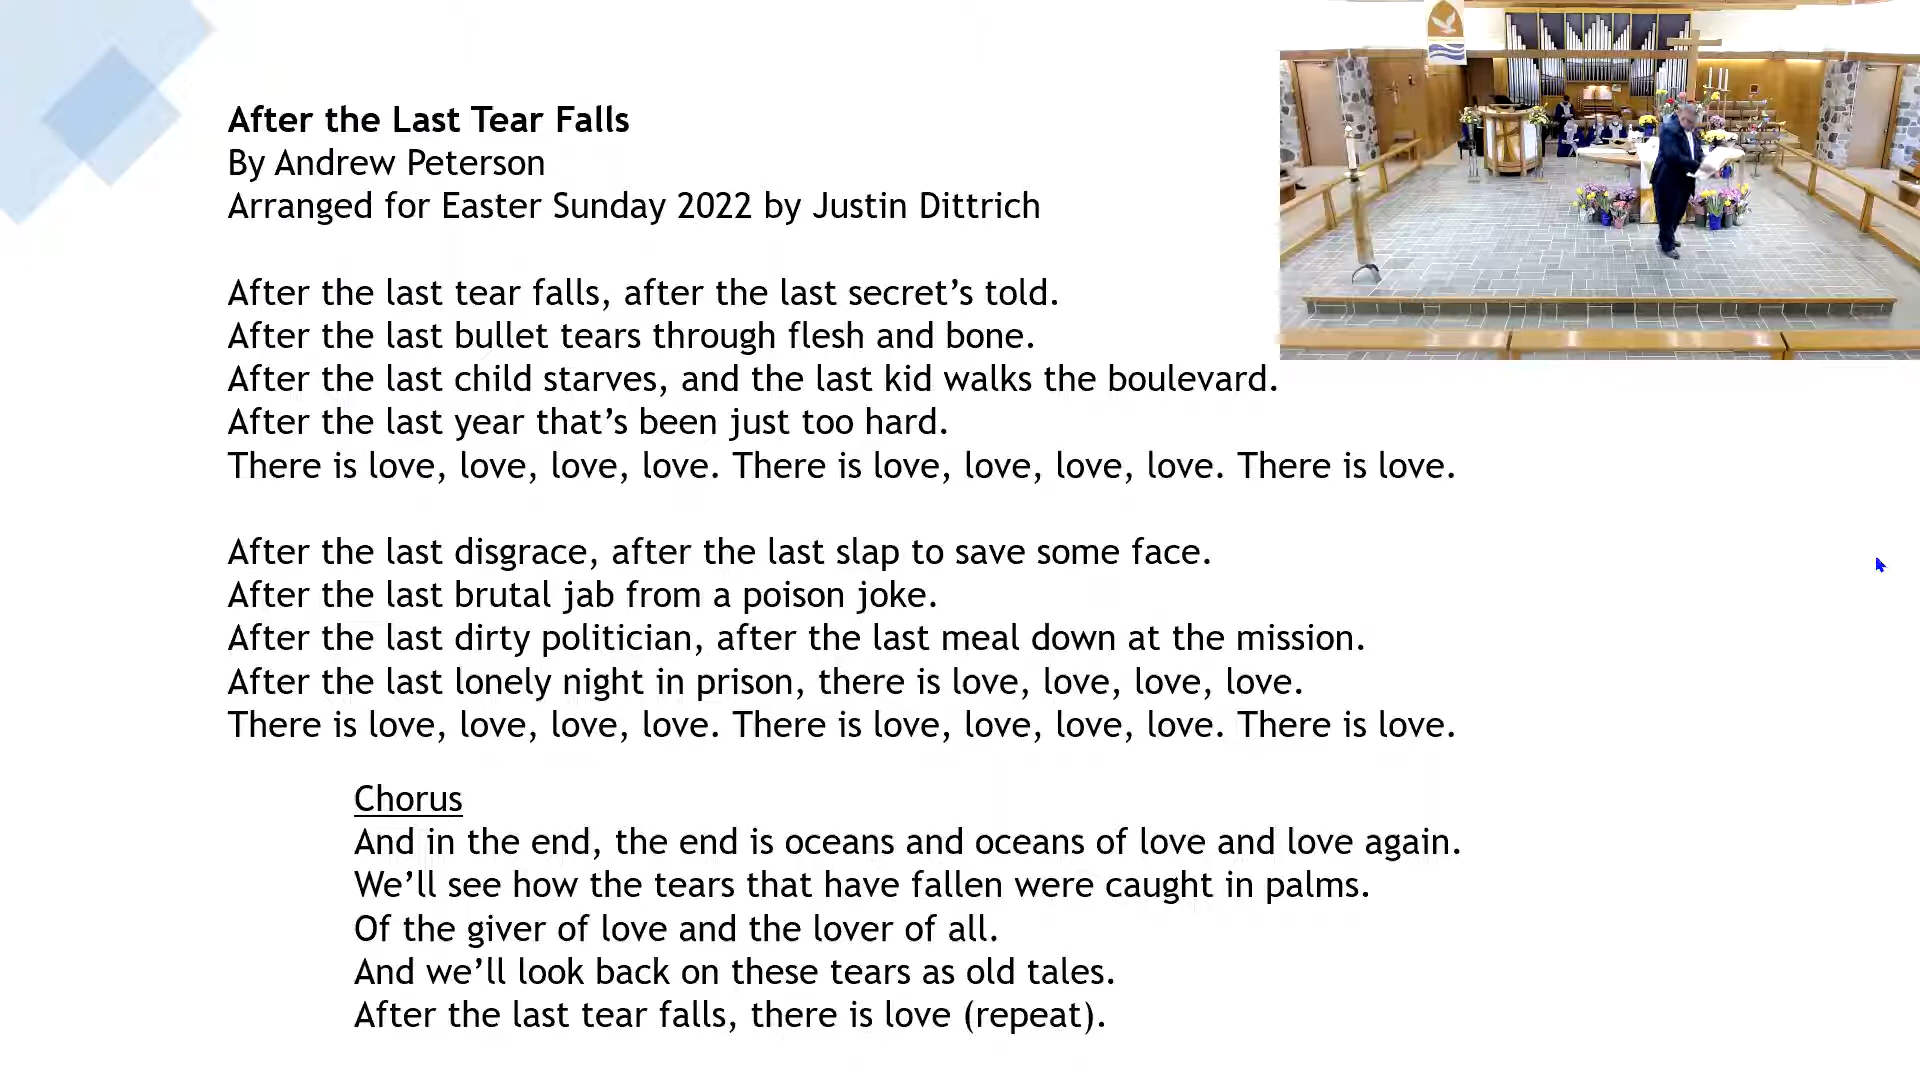 After the Last Tear Falls
By Andrew Peterson
Arranged for Easter Sunday 2022 by Justin Dittrich
After the last tear falls, after the last secret’s told.
After the last bullet tears through flesh and bone.
After the last child starves, and the last kid walks the boulevard.
After the last year that’s been just too hard.
There is love, love, love, love. There is love, love, love, love. There is love.
After the last disgrace, after the last slap to save some face.
After the last brutal jab from a poison joke.
After the last dirty politician, after the last meal down at the mission.
After the last lonely night in prison, there is love, love, love, love.
There is love, love, love, love. There is love, love, love, love. There is love.
Chorus
And in the end, the end is oceans and oceans of love and love again.
We’ll see how the tears that have fallen were caught in palms.
Of the giver of love and the lover of all.
And we’ll look back on these tears as old tales.
After the last tear falls, there is love (repeat).